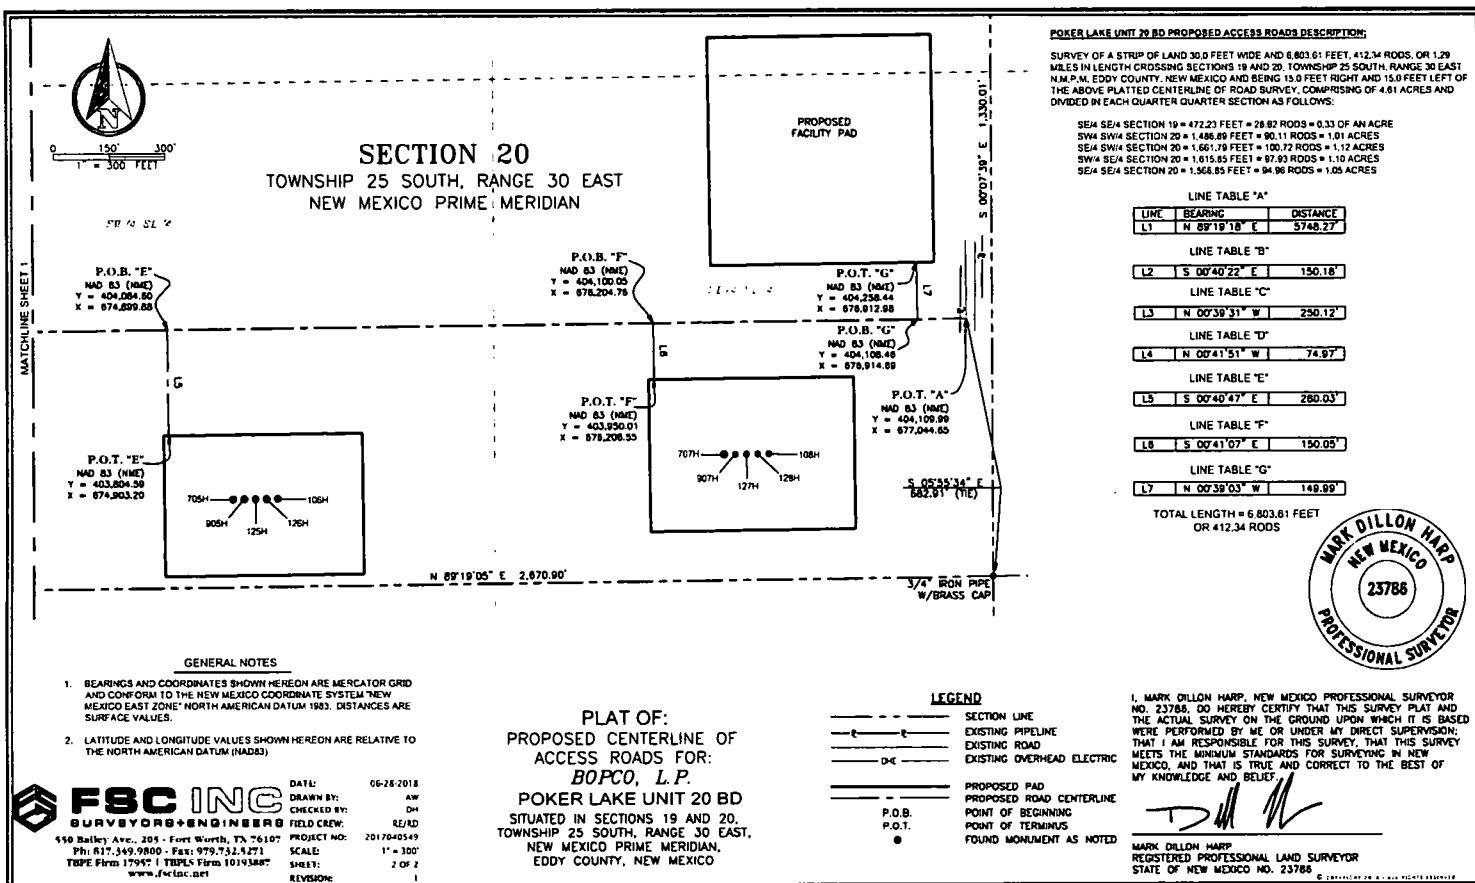 MATCHLINE SHEET 1
N
0 150' 300'
1" = 300 FEET
SECTION 20
TOWNSHIP 25 SOUTH, RANGE 30 EAST
NEW MEXICO PRIME MERIDIAN
PROPOSED
FACILITY PAD
S 00°07'39" E 1,330.01'
P.O.B. "E"
NAD 83 (NME)
Y = 404,084.60
X = 674,899.88
L5
P.O.T. "E"
NAD 83 (NME)
Y = 403,804.59
X = 674,903.20
705H
106H
905H
126H
125H
P.O.B. "F"
NAD 83 (NME)
Y = 404,100.05
X = 676,204.76
L6
P.O.T. "F"
NAD 83 (NME)
Y = 403,950.01
X = 676,206.55
707H
108H
907H
128H
127H
P.O.T. "G"
NAD 83 (NME)
Y = 404,258.44
X = 676,912.98
L7
P.O.B. "G"
NAD 83 (NME)
Y = 404,108.46
X = 676,914.69
P.O.T. "A"
NAD 83 (NME)
Y = 404,109.99
X = 677,044.65
S 05°55'34" E
682.91' (TIE)
N 89°19'05" E 2,670.90'
3/4" IRON PIPE
W/BRASS CAP
POKER LAKE UNIT 20 BD PROPOSED ACCESS ROADS DESCRIPTION:
SURVEY OF A STRIP OF LAND 30.0 FEET WIDE AND 6,803.61 FEET, 412.34 RODS, OR 1.29
MILES IN LENGTH CROSSING SECTIONS 19 AND 20, TOWNSHIP 25 SOUTH, RANGE 30 EAST
N.M.P.M. EDDY COUNTY, NEW MEXICO AND BEING 15.0 FEET RIGHT AND 15.0 FEET LEFT OF
THE ABOVE PLATTED CENTERLINE OF ROAD SURVEY, COMPRISING OF 4.61 ACRES AND
DIVIDED IN EACH QUARTER QUARTER SECTION AS FOLLOWS:
SE/4 SE/4 SECTION 19 = 472.23 FEET = 28.62 RODS = 0.33 OF AN ACRE
SW/4 SW/4 SECTION 20 = 1,486.89 FEET = 90.11 RODS = 1.01 ACRES
SE/4 SW/4 SECTION 20 = 1,661.79 FEET = 100.72 RODS = 1.12 ACRES
SW/4 SE/4 SECTION 20 = 1,615.85 FEET = 97.93 RODS = 1.10 ACRES
SE/4 SE/4 SECTION 20 = 1,566.85 FEET = 94.96 RODS = 1.05 ACRES
LINE TABLE "A"
LINE BEARING DISTANCE
L1 N 89°19'18" E 5748.27'
LINE TABLE "B"
L2 S 00°40'22" E 150.18'
LINE TABLE "C"
L3 N 00°39'31" W 250.12'
LINE TABLE "D"
L4 N 00°41'51" W 74.97'
LINE TABLE "E"
L5 S 00°40'47" E 280.03'
LINE TABLE "F"
L6 S 00°41'07" E 150.05'
LINE TABLE "G"
L7 N 00°39'03" W 149.99'
TOTAL LENGTH = 6,803.61 FEET
OR 412.34 RODS
MARK DILLON HARP
NEW MEXICO
23786
PROFESSIONAL SURVEYOR
GENERAL NOTES
1. BEARINGS AND COORDINATES SHOWN HEREON ARE MERCATOR GRID
AND CONFORM TO THE NEW MEXICO COORDINATE SYSTEM "NEW
MEXICO EAST ZONE" NORTH AMERICAN DATUM 1983. DISTANCES ARE
SURFACE VALUES.
2. LATITUDE AND LONGITUDE VALUES SHOWN HEREON ARE RELATIVE TO
THE NORTH AMERICAN DATUM (NAD83)
FSC INC
SURVEYORS+ENGINEERS
550 Bailey Ave., 205 - Fort Worth, TX 76107
Ph: 817.349.9800 - Fax: 979.732.5271
TBPE Firm 17957 | TBPLS Firm 10193887
www.fscinc.net
DATE: 06-28-2018
DRAWN BY: AW
CHECKED BY: DH
FIELD CREW: RE/RD
PROJECT NO: 2017040549
SCALE: 1" = 300'
SHEET: 2 OF 2
REVISION: 1
PLAT OF:
PROPOSED CENTERLINE OF
ACCESS ROADS FOR:
BOPCO, L.P.
POKER LAKE UNIT 20 BD
SITUATED IN SECTIONS 19 AND 20,
TOWNSHIP 25 SOUTH, RANGE 30 EAST,
NEW MEXICO PRIME MERIDIAN,
EDDY COUNTY, NEW MEXICO
LEGEND
SECTION LINE
EXISTING PIPELINE
EXISTING ROAD
OHE EXISTING OVERHEAD ELECTRIC
PROPOSED PAD
PROPOSED ROAD CENTERLINE
P.O.B. POINT OF BEGINNING
P.O.T. POINT OF TERMINUS
FOUND MONUMENT AS NOTED
I, MARK DILLON HARP, NEW MEXICO PROFESSIONAL SURVEYOR
NO. 23786, DO HEREBY CERTIFY THAT THIS SURVEY PLAT AND
THE ACTUAL SURVEY ON THE GROUND UPON WHICH IT IS BASED
WERE PERFORMED BY ME OR UNDER MY DIRECT SUPERVISION;
THAT I AM RESPONSIBLE FOR THIS SURVEY, THAT THIS SURVEY
MEETS THE MINIMUM STANDARDS FOR SURVEYING IN NEW
MEXICO, AND THAT IS TRUE AND CORRECT TO THE BEST OF
MY KNOWLEDGE AND BELIEF.
MARK DILLON HARP
REGISTERED PROFESSIONAL LAND SURVEYOR
STATE OF NEW MEXICO NO. 23786